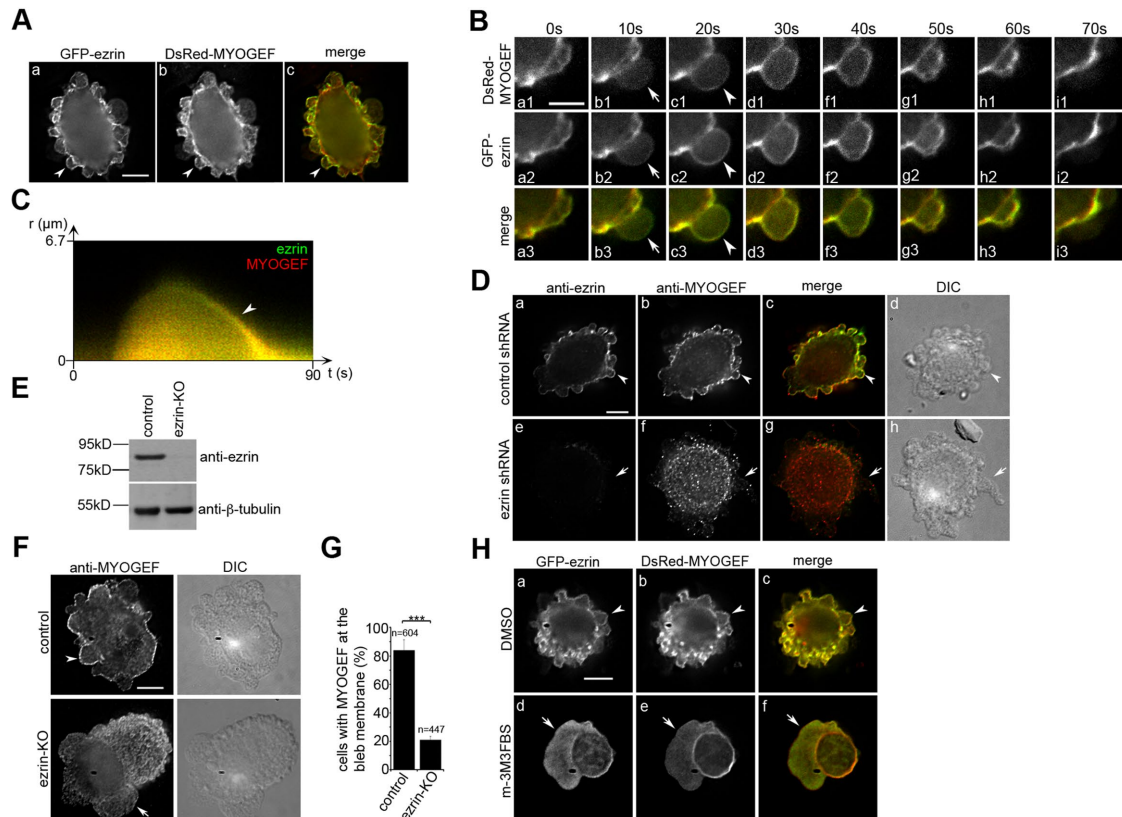 A
GFP-ezrin DsRed-MYOGEF merge
a b c
B
0s 10s 20s 30s 40s 50s 60s 70s
DsRed-
MYOGEF
a1 b1 c1 d1 f1 g1 h1 i1
GFP-
ezrin
a2 b2 c2 d2 f2 g2 h2 i2
merge
a3 b3 c3 d3 f3 g3 h3 i3
C
r (µm)
6.7
ezrin
MYOGEF
0
0 90 t (s)
D
anti-ezrin anti-MYOGEF merge DIC
control shRNA
a b c d
ezrin shRNA
e f g h
E
control ezrin-KO
95kD
75kD
anti-ezrin
55kD
anti-β-tubulin
F
anti-MYOGEF DIC
control
ezrin-KO
G
cells with MYOGEF at the
bleb membrane (%)
100
80
60
40
20
0
***
n=604
n=447
control ezrin-KO
H
GFP-ezrin DsRed-MYOGEF merge
DMSO
a b c
m-3M3FBS
d e f